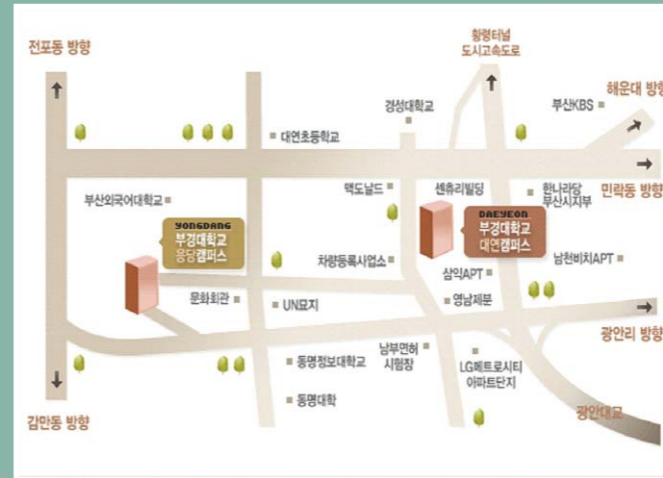 전포동 방향
황령터널
도시고속도로
해운대 방향
경성대학교
부산KBS
대연초등학교
부산외국어대학교
맥도날드
센츄리빌딩
한나라당
부산시지부
민락동 방향
YONGDANG
부경대학교
용당캠퍼스
DAEYEON
부경대학교
대연캠퍼스
차량등록사업소
삼익APT
남천비치APT
문화회관
UN묘지
영남제분
광안리 방향
동명정보대학교
남부면허
시험장
LG메트로시티
아파트단지
동명대학
감만동 방향
광안대교